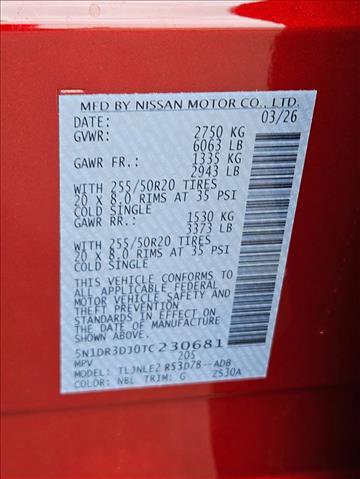 MFD BY NISSAN MOTOR CO., LTD.
DATE: 03/26
GVWR: 2750 KG
6063 LB
GAWR FR.: 1335 KG
2943 LB
WITH 255/50R20 TIRES
20 X 8.0 RIMS AT 35 PSI
COLD SINGLE
GAWR RR.: 1530 KG
3373 LB
WITH 255/50R20 TIRES
20 X 8.0 RIMS AT 35 PSI
COLD SINGLE
THIS VEHICLE CONFORMS TO
ALL APPLICABLE FEDERAL
MOTOR VEHICLE SAFETY AND
THEFT PREVENTION
STANDARDS IN EFFECT ON
THE DATE OF MANUFACTURE
SHOWN ABOVE.
5N1DR3DJ0TC230681
MPV 205
MODEL: TLJNLE2 R53D78--ADB
COLOR: NBL TRIM: G 2S30A